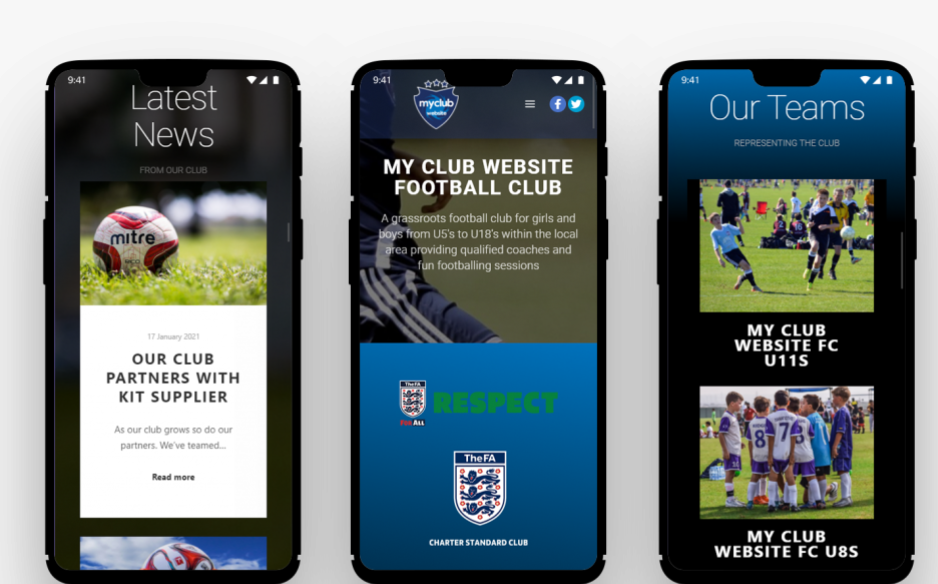 9:41
Latest
News
FROM OUR CLUB
mitre
17 January 2021
OUR CLUB
PARTNERS WITH
KIT SUPPLIER
As our club grows so do our
partners. We've teamed...
Read more
9:41
myclub
website
MY CLUB WEBSITE
FOOTBALL CLUB
A grassroots football club for girls and
boys from U5's to U18's within the local
area providing qualified coaches and
fun footballing sessions
TheFA
For ALL
RESPECT
TheFA
CHARTER STANDARD CLUB
9:41
Our Teams
REPRESENTING THE CLUB
MY CLUB
WEBSITE FC
U11S
8
7
MY CLUB
WEBSITE FC U8S